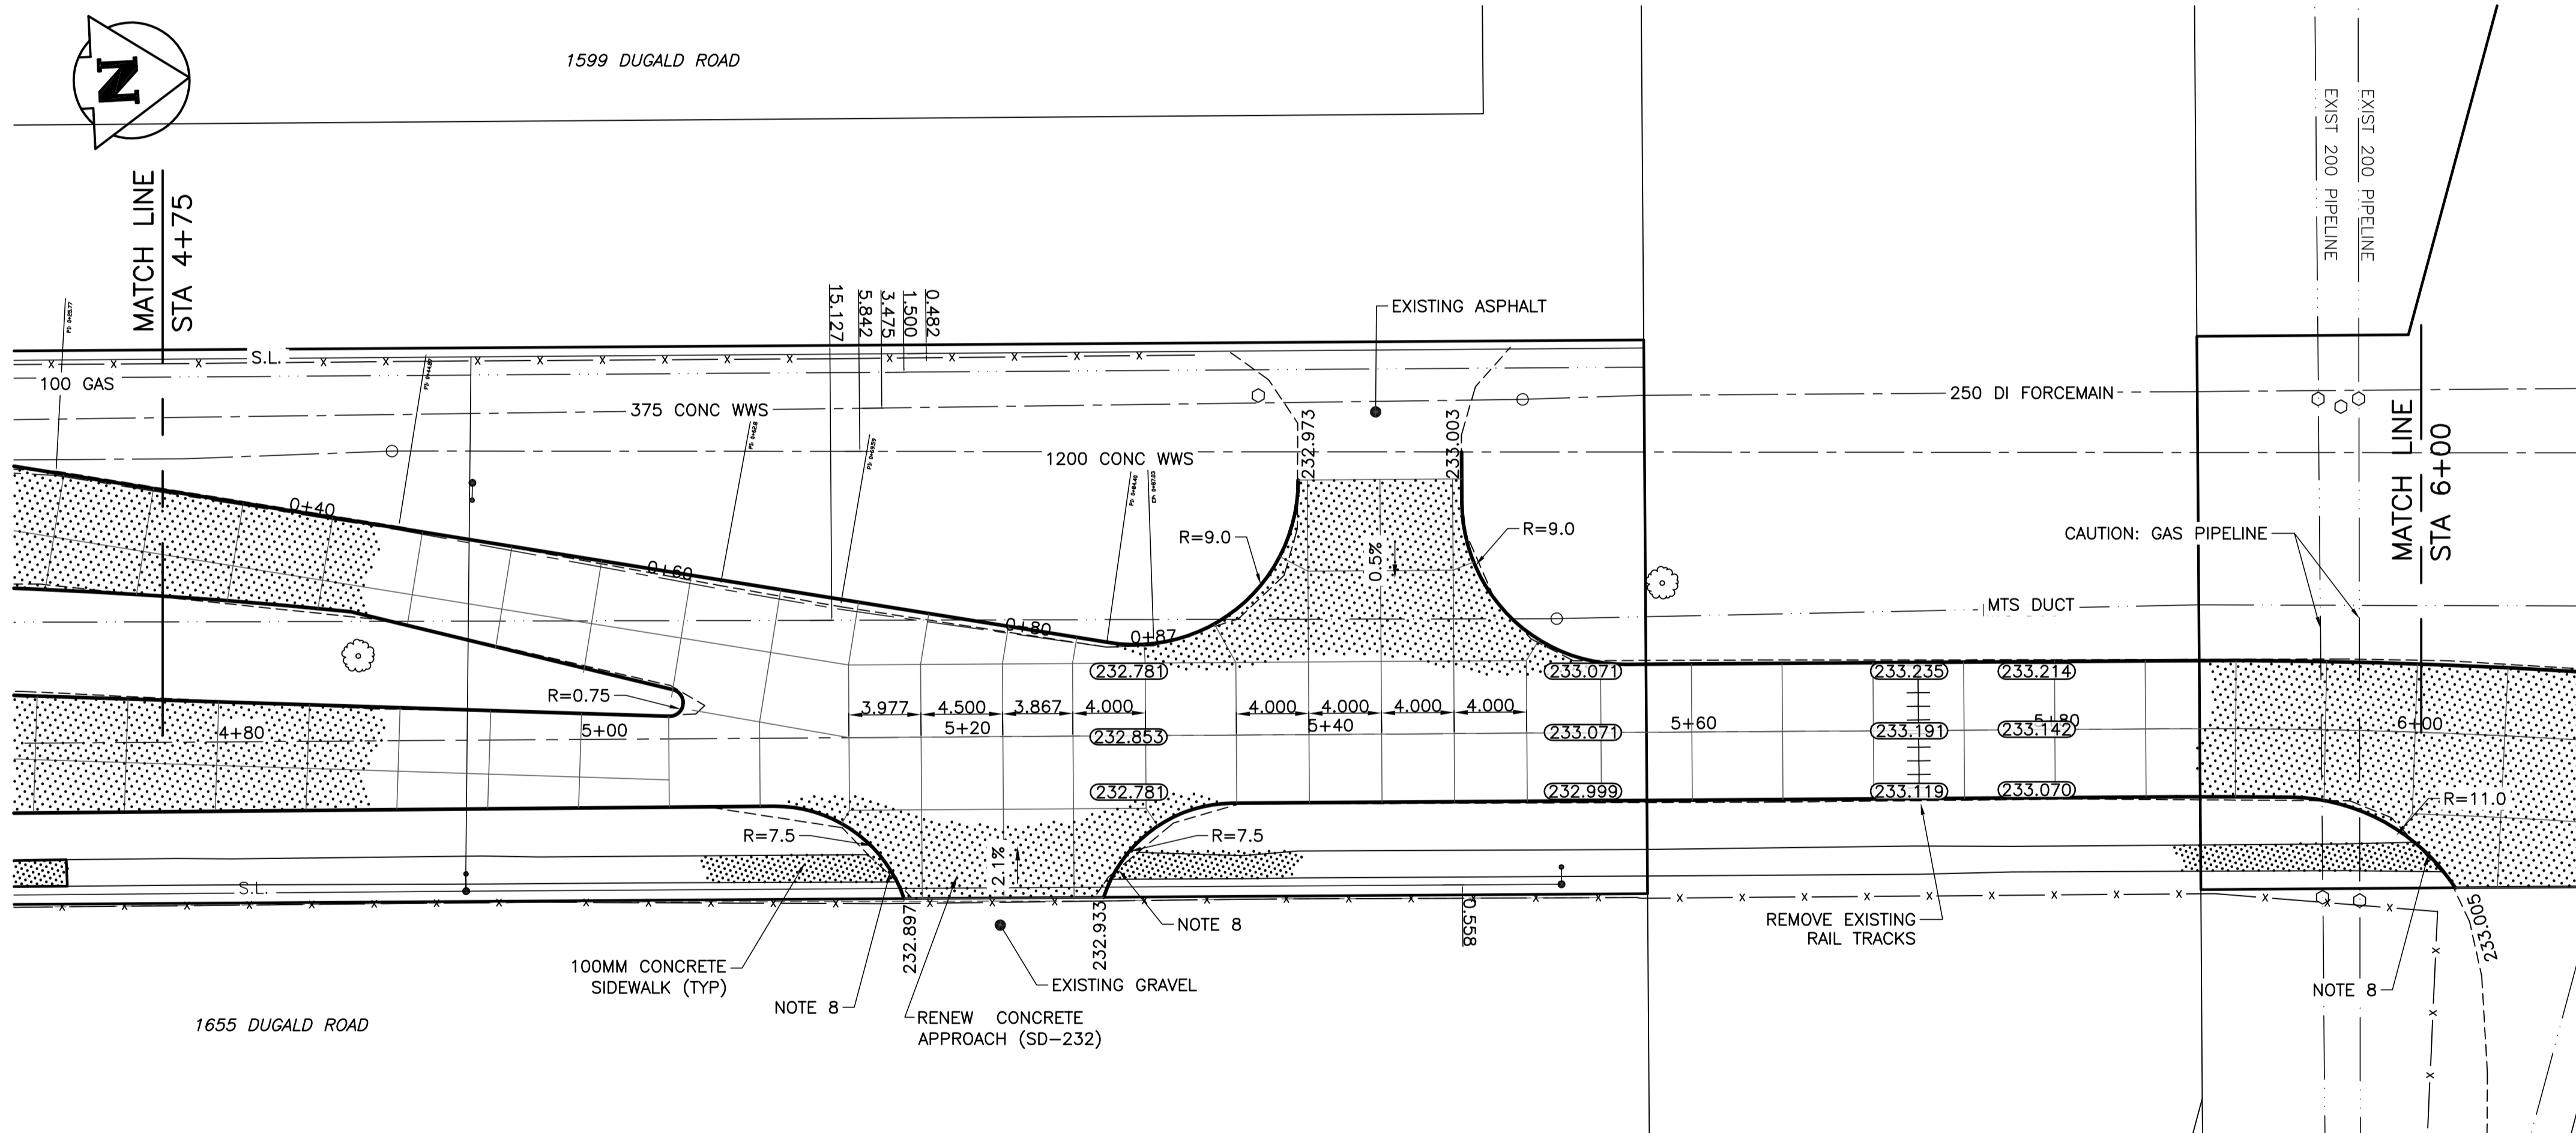 N
1599 DUGALD ROAD
MATCH LINE
STA 4+75
EXIST 200 PIPELINE
EXIST 200 PIPELINE
15.127
5.842
3.475
1.500
0.482
EXISTING ASPHALT
S.L.
100 GAS
375 CONC WWS
250 DI FORCEMAIN
1200 CONC WWS
232.973
233.003
MATCH LINE
STA 6+00
0+40
0+60
0+80
0+87
R=9.0
R=9.0
0.5%
CAUTION: GAS PIPELINE
MTS DUCT
232.781
233.071
233.235
233.214
R=0.75
3.977
4.500
3.867
4.000
4.000
4.000
4.000
4.000
4+80
5+00
5+20
5+40
5+60
5+80
6+00
232.853
233.071
233.191
233.142
232.781
232.999
233.119
233.070
R=7.5
R=7.5
R=11.0
2.1%
S.L.
232.897
232.933
NOTE 8
0.558
REMOVE EXISTING
RAIL TRACKS
233.005
100MM CONCRETE
SIDEWALK (TYP)
NOTE 8
EXISTING GRAVEL
RENEW CONCRETE
APPROACH (SD-232)
NOTE 8
1655 DUGALD ROAD